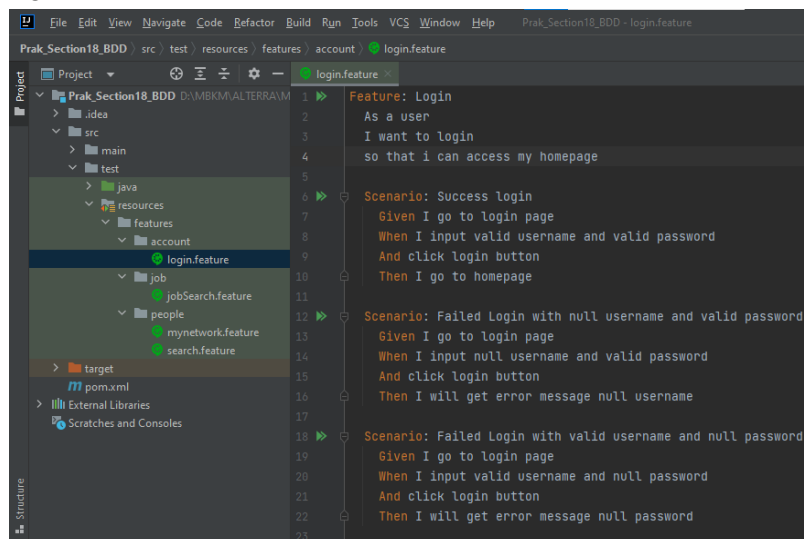 File Edit View Navigate Code Refactor Build Run Tools VCS Window Help Prak_Section18_BDD - login.feature
Prak_Section18_BDD src test resources features account login.feature
Project
Project
login.feature
Prak_Section18_BDD D:\MBKM\ALTERRA\M
.idea
src
main
test
java
resources
features
account
login.feature
job
jobSearch.feature
people
mynetwork.feature
search.feature
target
pom.xml
External Libraries
Scratches and Consoles
Structure
1 Feature: Login
2 As a user
3 I want to login
4 so that i can access my homepage
5
6 Scenario: Success login
7 Given I go to login page
8 When I input valid username and valid password
9 And click login button
10 Then I go to homepage
11
12 Scenario: Failed Login with null username and valid password
13 Given I go to login page
14 When I input null username and valid password
15 And click login button
16 Then I will get error message null username
17
18 Scenario: Failed Login with valid username and null password
19 Given I go to login page
20 When I input valid username and null password
21 And click login button
22 Then I will get error message null password
23